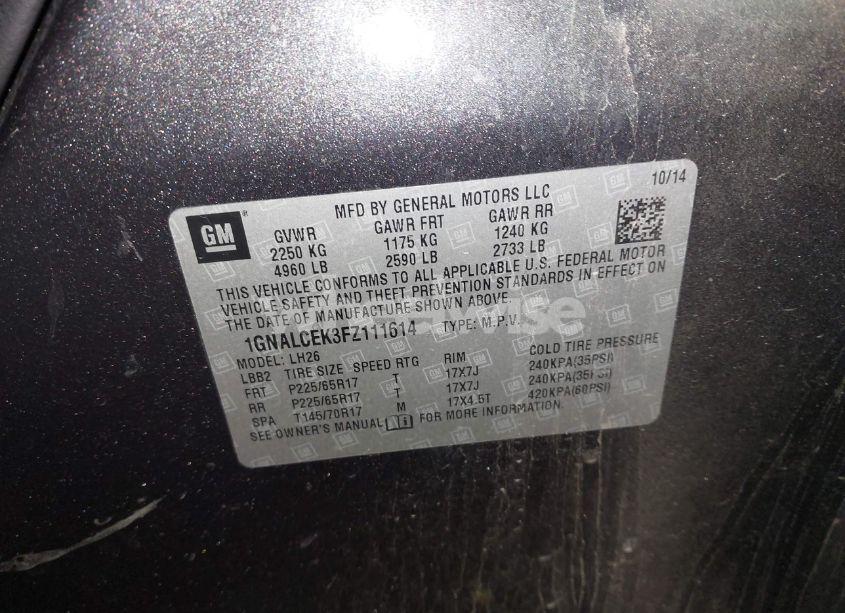 GM
MFD BY GENERAL MOTORS LLC
10/14
GVWR GAWR FRT GAWR RR
2250 KG 1175 KG 1240 KG
4960 LB 2590 LB 2733 LB
THIS VEHICLE CONFORMS TO ALL APPLICABLE U.S. FEDERAL MOTOR
VEHICLE SAFETY AND THEFT PREVENTION STANDARDS IN EFFECT ON
THE DATE OF MANUFACTURE SHOWN ABOVE.
1GNALCEK3FZ111614 TYPE: M.P.V.
MODEL: LH26
LBB2 TIRE SIZE SPEED RTG RIM COLD TIRE PRESSURE
FRT P225/65R17 T 17X7J 240KPA(35PSI)
RR P225/65R17 T 17X7J 240KPA(35PSI)
SPA T145/70R17 M 17X4.5T 420KPA(60PSI)
SEE OWNER'S MANUAL FOR MORE INFORMATION.